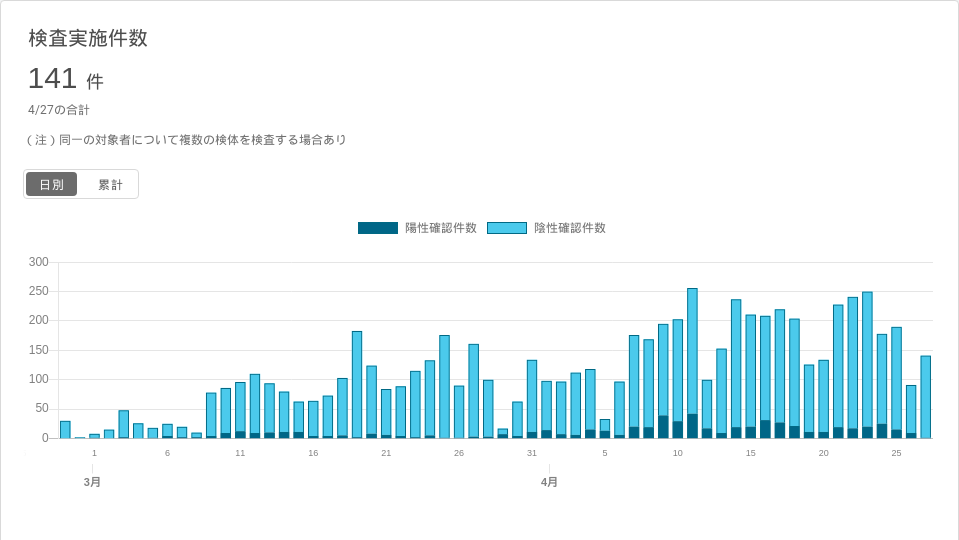 検査実施件数
141 件
4/27の合計
（注）同一の対象者について複数の検体を検査する場合あり
日別 累計
陽性確認件数 陰性確認件数
300
250
200
150
100
50
0
1 6 11 16 21 26 31 5 10 15 20 25
3月 4月